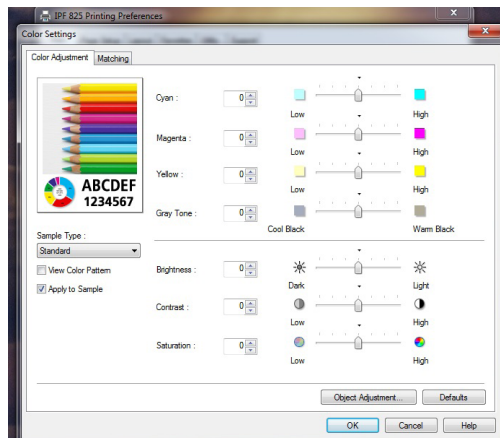 IPF 825 Printing Preferences
Color Settings
Color Adjustment
Matching
Cyan :
0
Low
High
Magenta :
0
Low
High
Yellow :
0
Low
High
ABCDEF
1234567
Gray Tone :
0
Cool Black
Warm Black
Sample Type :
Standard
View Color Pattern
Apply to Sample
Brightness :
0
Dark
Light
Contrast :
0
Low
High
Saturation :
0
Low
High
Object Adjustment...
Defaults
OK
Cancel
Help